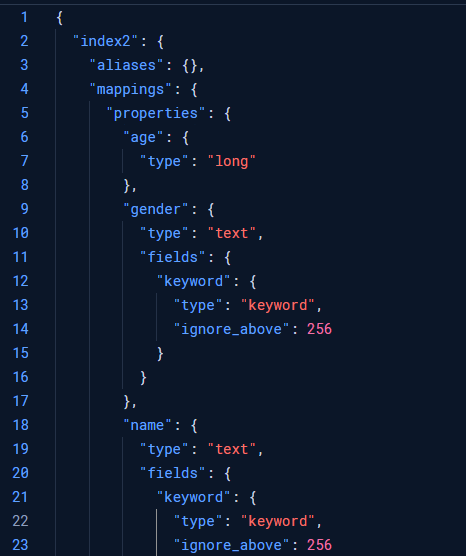 1 {
2 "index2": {
3 "aliases": {},
4 "mappings": {
5 "properties": {
6 "age": {
7 "type": "long"
8 },
9 "gender": {
10 "type": "text",
11 "fields": {
12 "keyword": {
13 "type": "keyword",
14 "ignore_above": 256
15 }
16 }
17 },
18 "name": {
19 "type": "text",
20 "fields": {
21 "keyword": {
22 "type": "keyword",
23 "ignore_above": 256